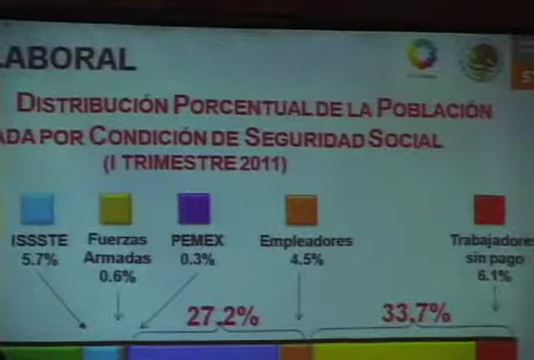 ABORAL
DISTRIBUCIÓN PORCENTUAL DE LA POBLACIÓN
ADA POR CONDICIÓN DE SEGURIDAD SOCIAL
(I TRIMESTRE 2011)
ISSSTE
5.7%
Fuerzas
Armadas
0.6%
PEMEX
0.3%
Empleadores
4.5%
Trabajadores
sin pago
6.1%
27.2%
33.7%